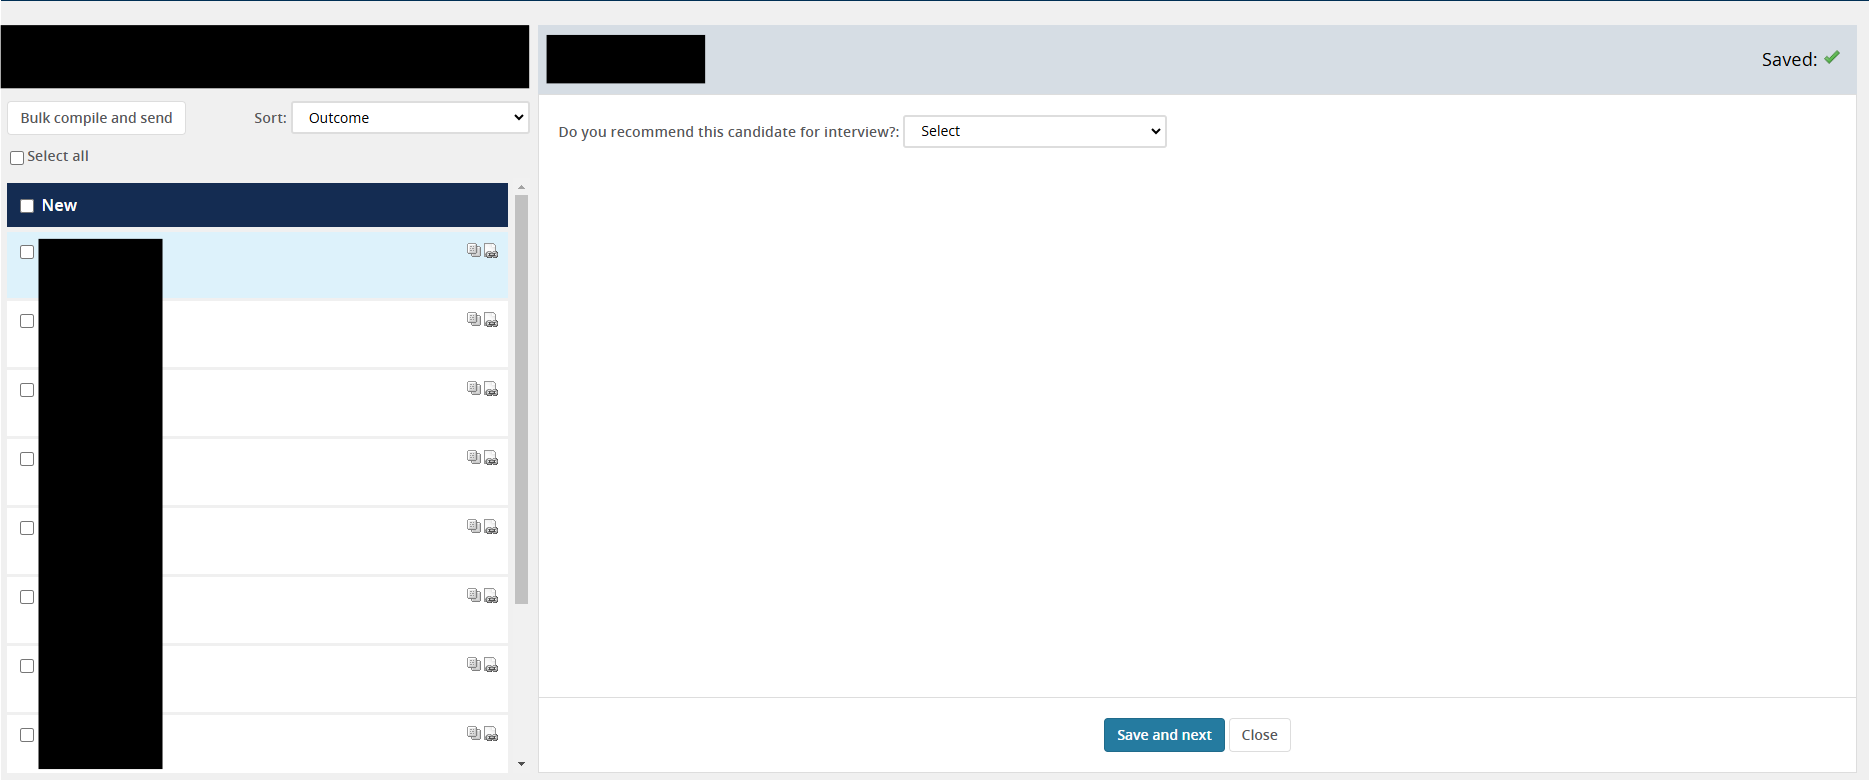 Saved:
Bulk compile and send
Sort: Outcome
Select all
New
Do you recommend this candidate for interview?: Select
Save and next
Close